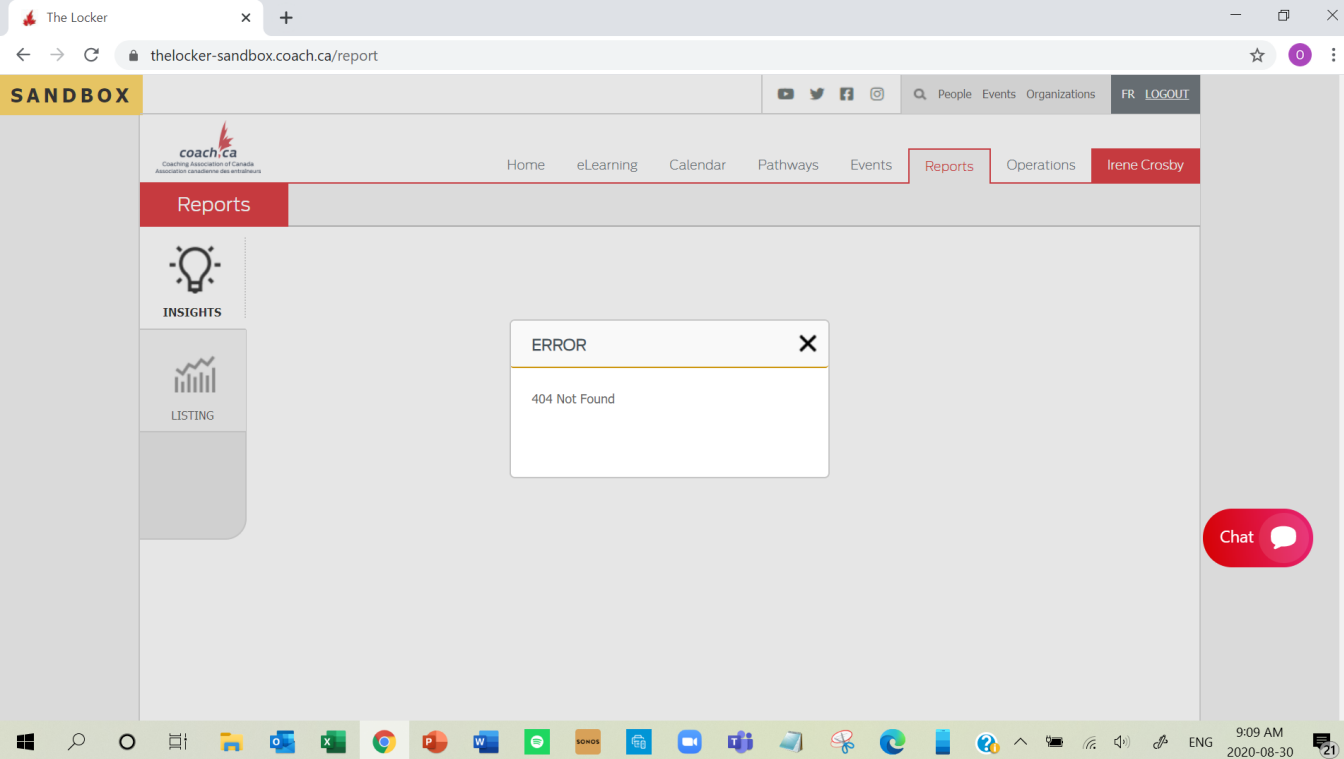 The Locker
thelocker-sandbox.coach.ca/report
O
SANDBOX
People Events Organizations
FR LOGOUT
coach.ca
Coaching Association of Canada
Association canadienne des entraîneurs
Home eLearning Calendar Pathways Events Reports Operations Irene Crosby
Reports
INSIGHTS
LISTING
ERROR
404 Not Found
Chat
SONOS
ENG
9:09 AM
2020-08-30
21